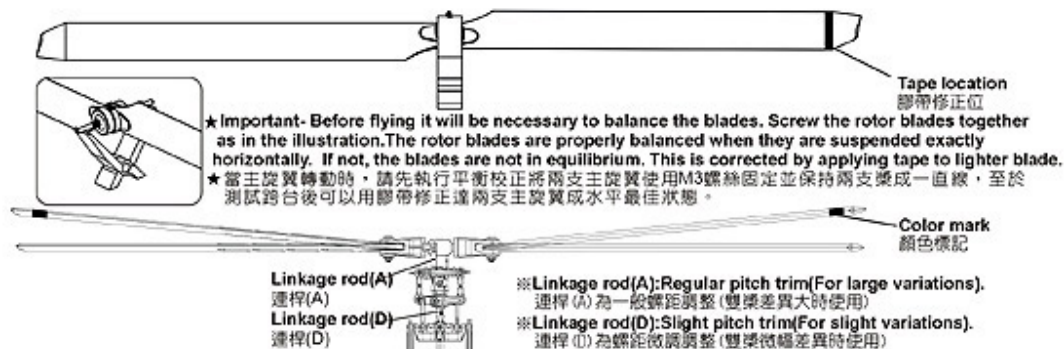 Tape location
膠帶修正位
★Important- Before flying it will be necessary to balance the blades. Screw the rotor blades together
as in the illustration.The rotor blades are properly balanced when they are suspended exactly
horizontally. If not, the blades are not in equilibrium. This is corrected by applying tape to lighter blade.
★當主旋翼轉動時，請先執行平衡校正將兩支主旋翼使用M3螺絲固定並保持兩支槳成一直線，至於
測試跨台後可以用膠帶修正達兩支主旋翼成水平最佳狀態。
Color mark
顏色標記
Linkage rod(A)
連桿(A)
Linkage rod(D)
連桿(D)
※Linkage rod(A):Regular pitch trim(For large variations).
連桿(A)為一般螺距調整(雙槳差異大時使用)
※Linkage rod(D):Slight pitch trim(For slight variations).
連桿(D)為螺距微調調整(雙槳微幅差異時使用)